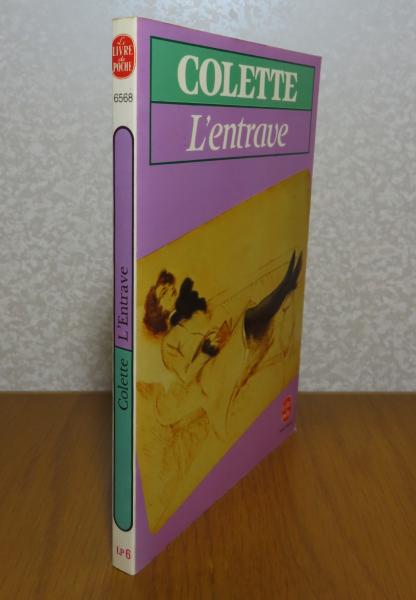 Le
LIVRE
de
POCHE
6568
Colette
L'Entrave
LP6
COLETTE
L'entrave